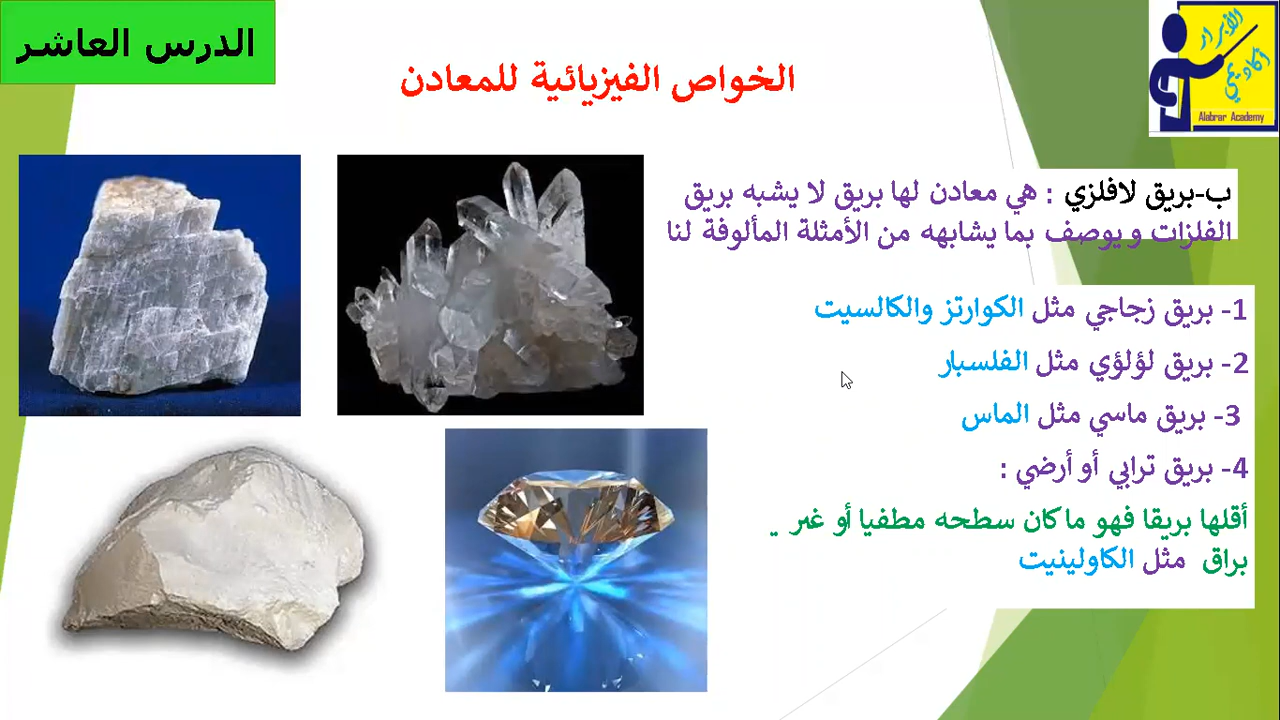 الدرس العاشر
الأبرار
أكاديمي
Alabrar Academy
الخواص الفيزيائية للمعادن
ب-بريق لافلزي : هي معادن لها بريق لا يشبه بريق
الفلزات و يوصف بما يشابهه من الأمثلة المألوفة لنا
1- بريق زجاجي مثل الكوارتز والكالسيت
2- بريق لؤلؤي مثل الفلسبار
3- بريق ماسي مثل الماس
4- بريق ترابي أو أرضي :
أقلها بريقا فهو ما كان سطحه مطفيا أو غير
براق مثل الكاولينيت